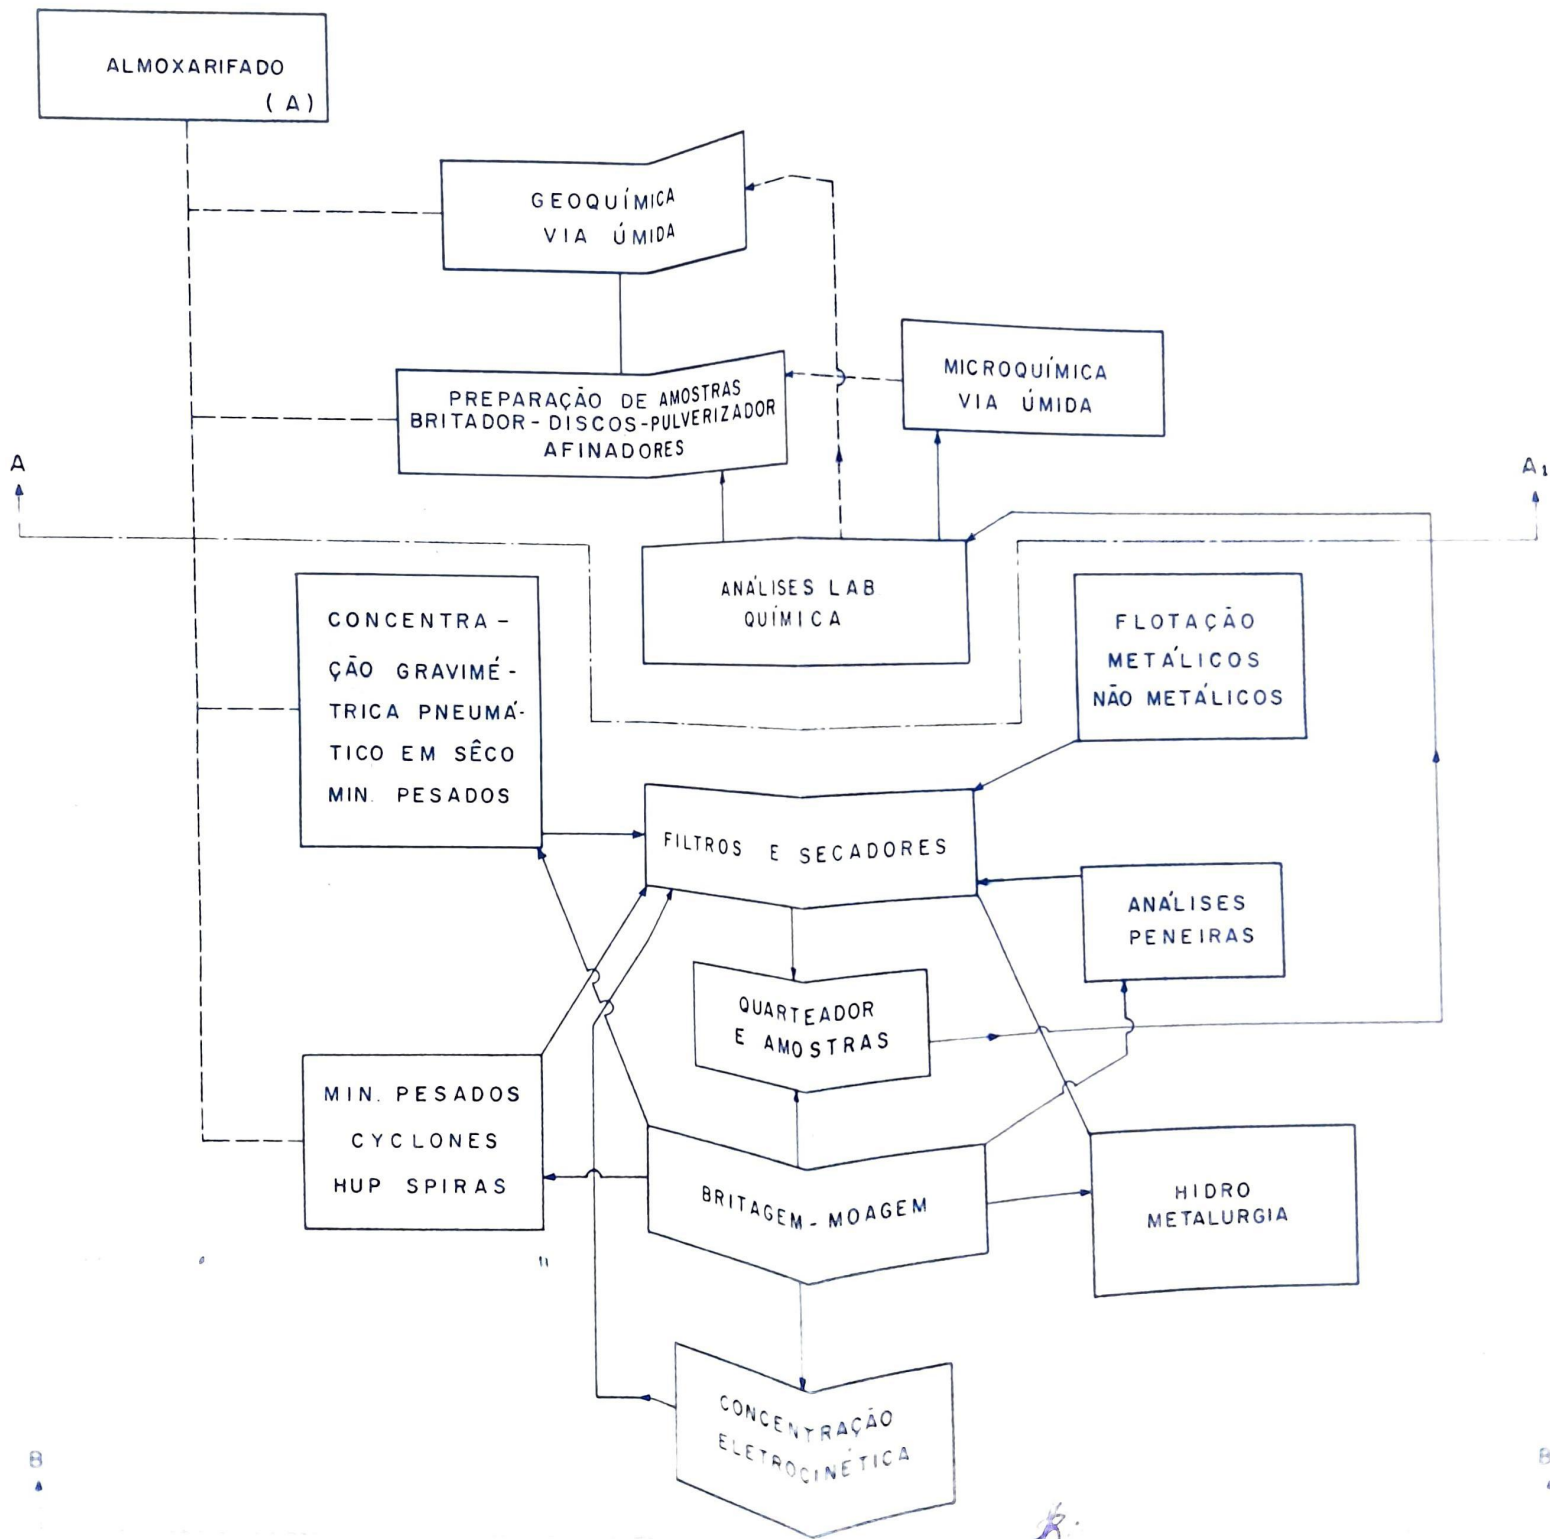 ALMOXARIFADO
(A)
GEOQUÍMICA
VIA ÚMIDA
PREPARAÇÃO DE AMOSTRAS
BRITADOR-DISCOS-PULVERIZADOR
AFINADORES
MICROQUÍMICA
VIA ÚMIDA
A
A1
ANÁLISES LAB
QUÍMICA
CONCENTRA-
ÇÃO GRAVIMÉ-
TRICA PNEUMÁ-
TICO EM SÊCO
MIN. PESADOS
FLOTAÇÃO
METÁLICOS
NÃO METÁLICOS
FILTROS E SECADORES
ANÁLISES
PENEIRAS
QUARTEADOR
E AMOSTRAS
MIN. PESADOS
CYCLONES
HUP SPIRAS
BRITAGEM-MOAGEM
HIDRO
METALURGIA
CONCENTRAÇÃO
ELETROCINÉTICA
B
B